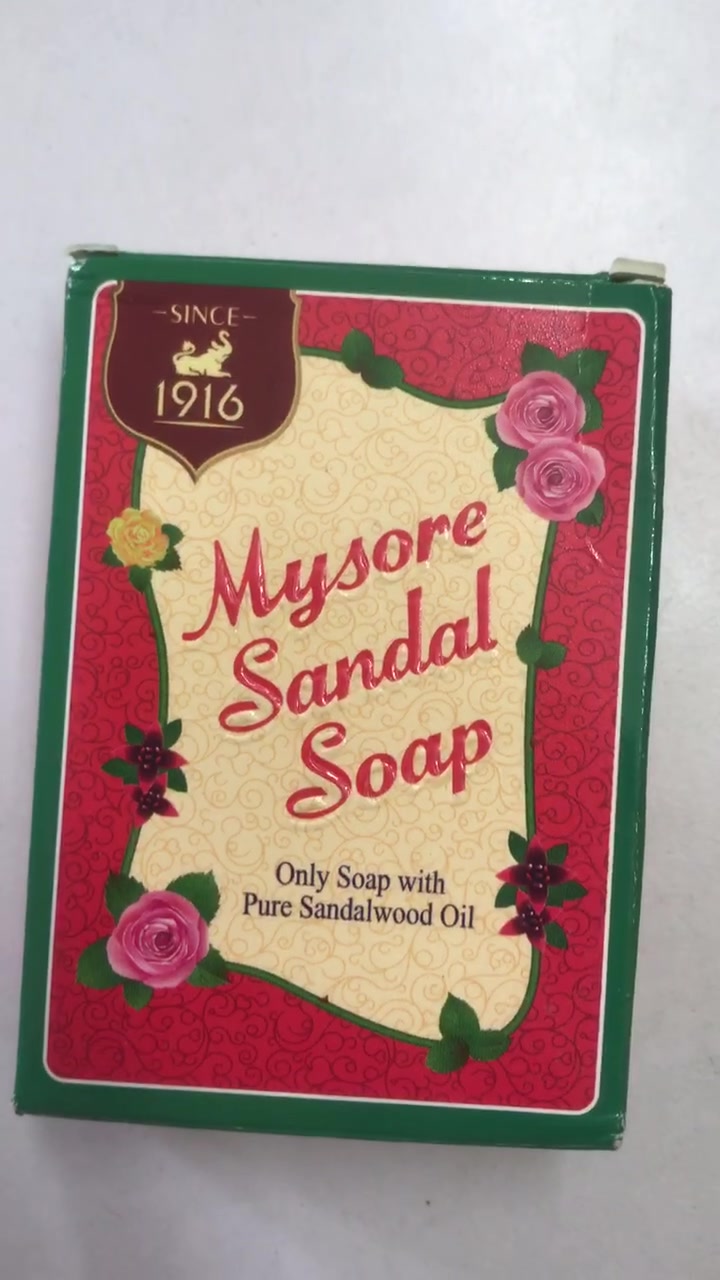 -SINCE-
1916
Mysore
Sandal
Soap
Only Soap with
Pure Sandalwood Oil